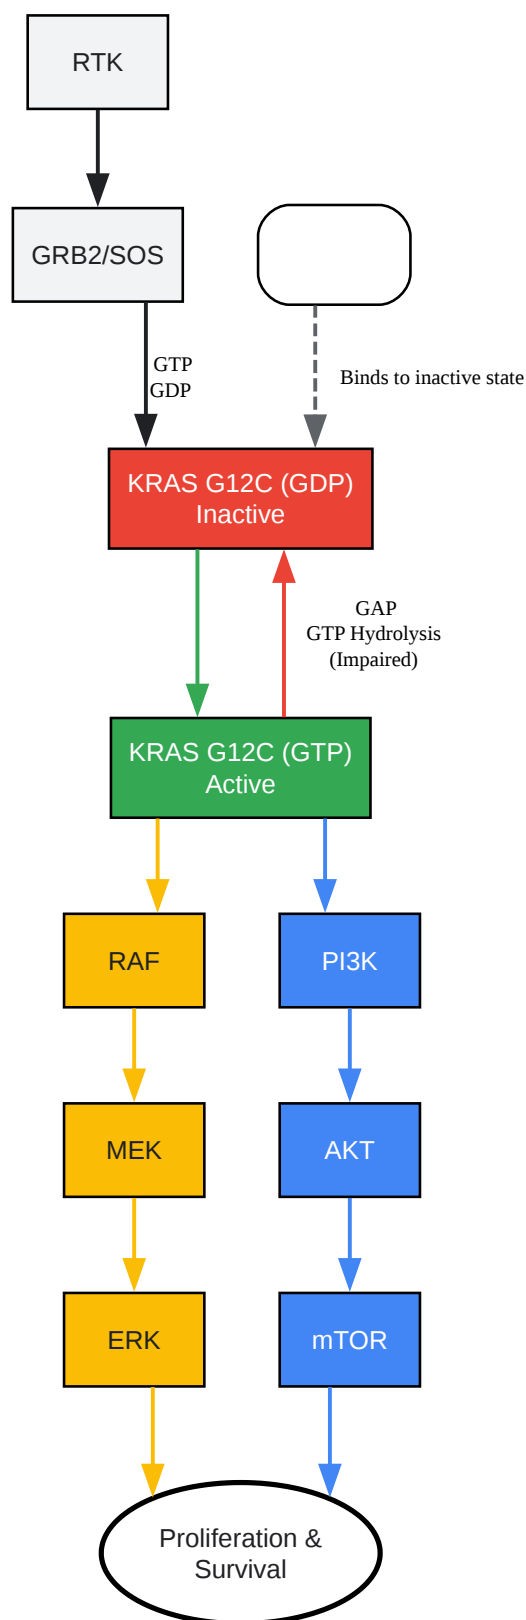 RTK
GRB2/SOS
GTP
GDP
Binds to inactive state
KRAS G12C (GDP)
Inactive
GAP
GTP Hydrolysis
(Impaired)
KRAS G12C (GTP)
Active
RAF
PI3K
MEK
AKT
ERK
mTOR
Proliferation &
Survival